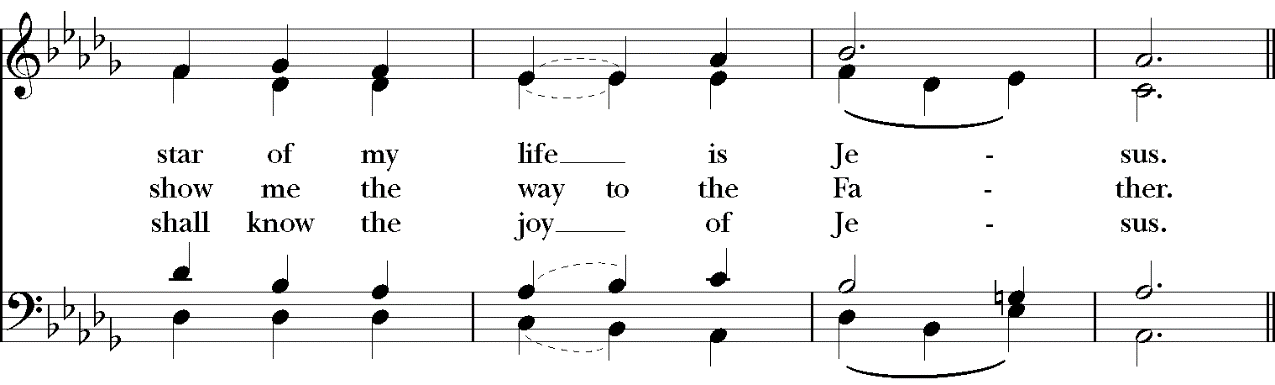 star of my life is Je - sus.
show me the way to the Fa - ther.
shall know the joy of Je - sus.